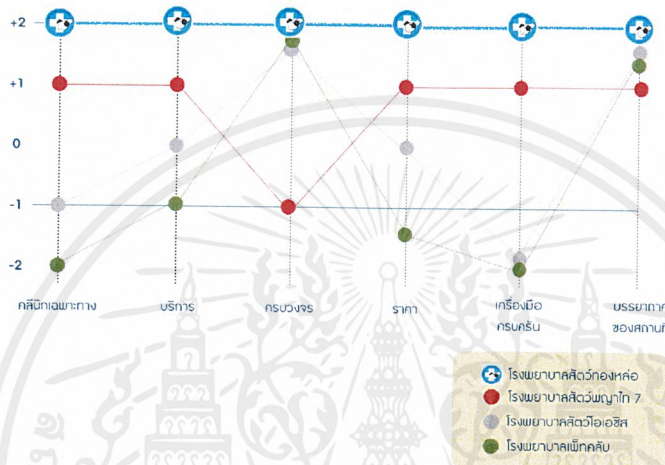 +2
+1
0
-1
-2
คลินิกเฉพาะทาง
บริการ
ครบวงจร
ราคา
เครื่องมือ
ครบครัน
บรรยากาศ
ของสถานที่
โรงพยาบาลสัตว์ทองหล่อ
โรงพยาบาลสัตว์พญาไท 7
โรงพยาบาลสัตว์โอเอซิส
โรงพยาบาลเพ็ทคลับ